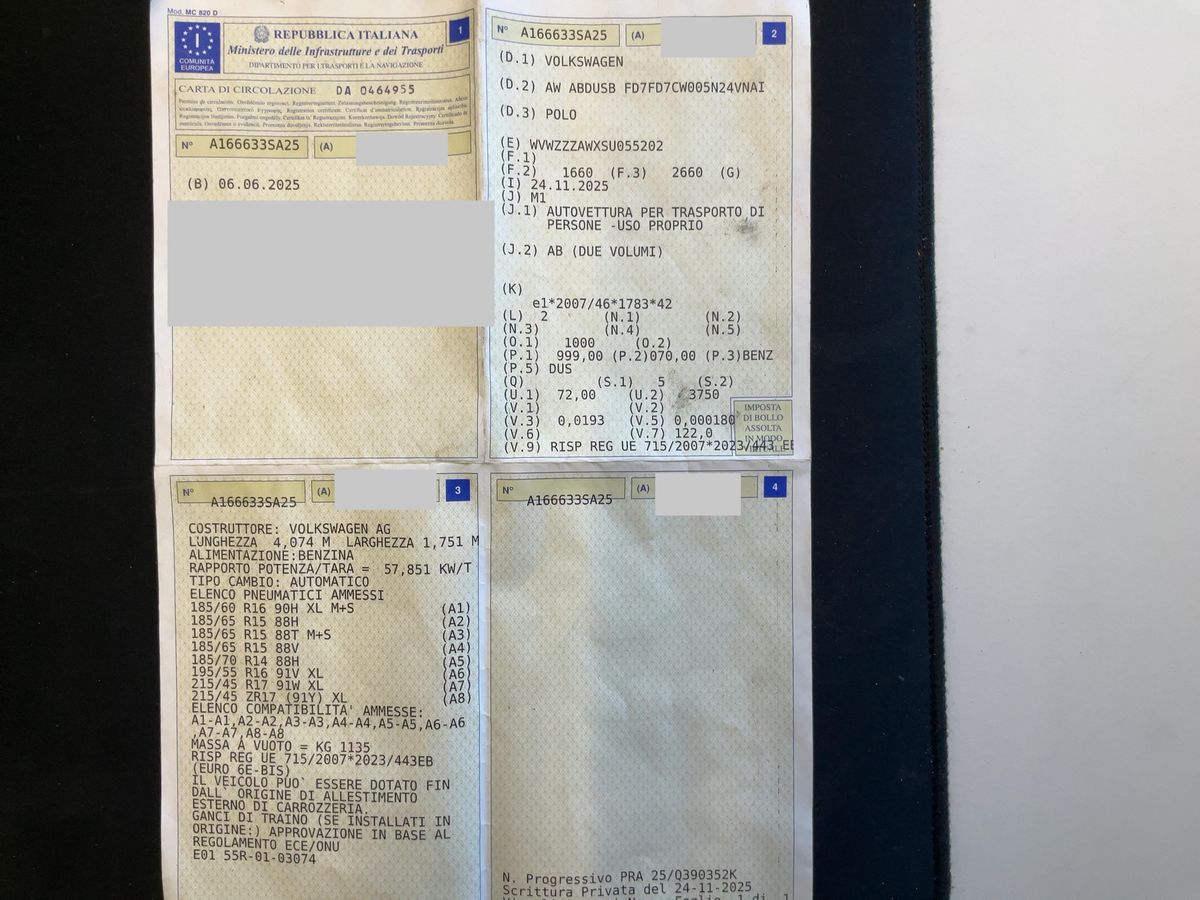 Mod. MC 820 D
COMUNITÀ EUROPEA
I
REPUBBLICA ITALIANA
Ministero delle Infrastrutture e dei Trasporti
DIPARTIMENTO PER I TRASPORTI E LA NAVIGAZIONE
1
CARTA DI CIRCOLAZIONE DA 0464955
N° A166633SA25 (A)
(B) 06.06.2025
N° A166633SA25 (A) 2
(D.1) VOLKSWAGEN
(D.2) AW ABDUSB FD7FD7CW005N24VNAI
(D.3) POLO
(E) WVWZZZAWXSU055202
(F.1)
(F.2) 1660 (F.3) 2660 (G)
(I) 24.11.2025
(J) M1
(J.1) AUTOVETTURA PER TRASPORTO DI
PERSONE -USO PROPRIO
(J.2) AB (DUE VOLUMI)
(K)
e1*2007/46*1783*42
(L) 2 (N.1) (N.2)
(N.3) (N.4) (N.5)
(O.1) 1000 (O.2)
(P.1) 999,00 (P.2)070,00 (P.3)BENZ
(P.5) DUS
(Q) (S.1) 5 (S.2)
(U.1) 72,00 (U.2) 3750
(V.1) (V.2)
(V.3) 0,0193 (V.5) 0,000180
(V.6) (V.7) 122,0
(V.9) RISP REG UE 715/2007*2023/443 EB
IMPOSTA
DI BOLLO
ASSOLTA
IN MODO
VIRTUALE
N° A166633SA25 (A) 3
COSTRUTTORE: VOLKSWAGEN AG
LUNGHEZZA 4,074 M LARGHEZZA 1,751 M
ALIMENTAZIONE:BENZINA
RAPPORTO POTENZA/TARA = 57,851 KW/T
TIPO CAMBIO: AUTOMATICO
ELENCO PNEUMATICI AMMESSI
185/60 R16 90H XL M+S (A1)
185/65 R15 88H (A2)
185/65 R15 88T M+S (A3)
185/65 R15 88V (A4)
185/70 R14 88H (A5)
195/55 R16 91V XL (A6)
215/45 R17 91W XL (A7)
215/45 ZR17 (91Y) XL (A8)
ELENCO COMPATIBILITA' AMMESSE:
A1-A1,A2-A2,A3-A3,A4-A4,A5-A5,A6-A6
,A7-A7,A8-A8
MASSA A VUOTO = KG 1135
RISP REG UE 715/2007*2023/443EB
(EURO 6E-BIS)
IL VEICOLO PUO` ESSERE DOTATO FIN
DALL` ORIGINE DI ALLESTIMENTO
ESTERNO DI CARROZZERIA.
GANCI DI TRAINO (SE INSTALLATI IN
ORIGINE:) APPROVAZIONE IN BASE AL
REGOLAMENTO ECE/ONU
E01 55R-01-03074
N° A166633SA25 (A) 4
N. Progressivo PRA 25/Q390352K
Scrittura Privata del 24-11-2025